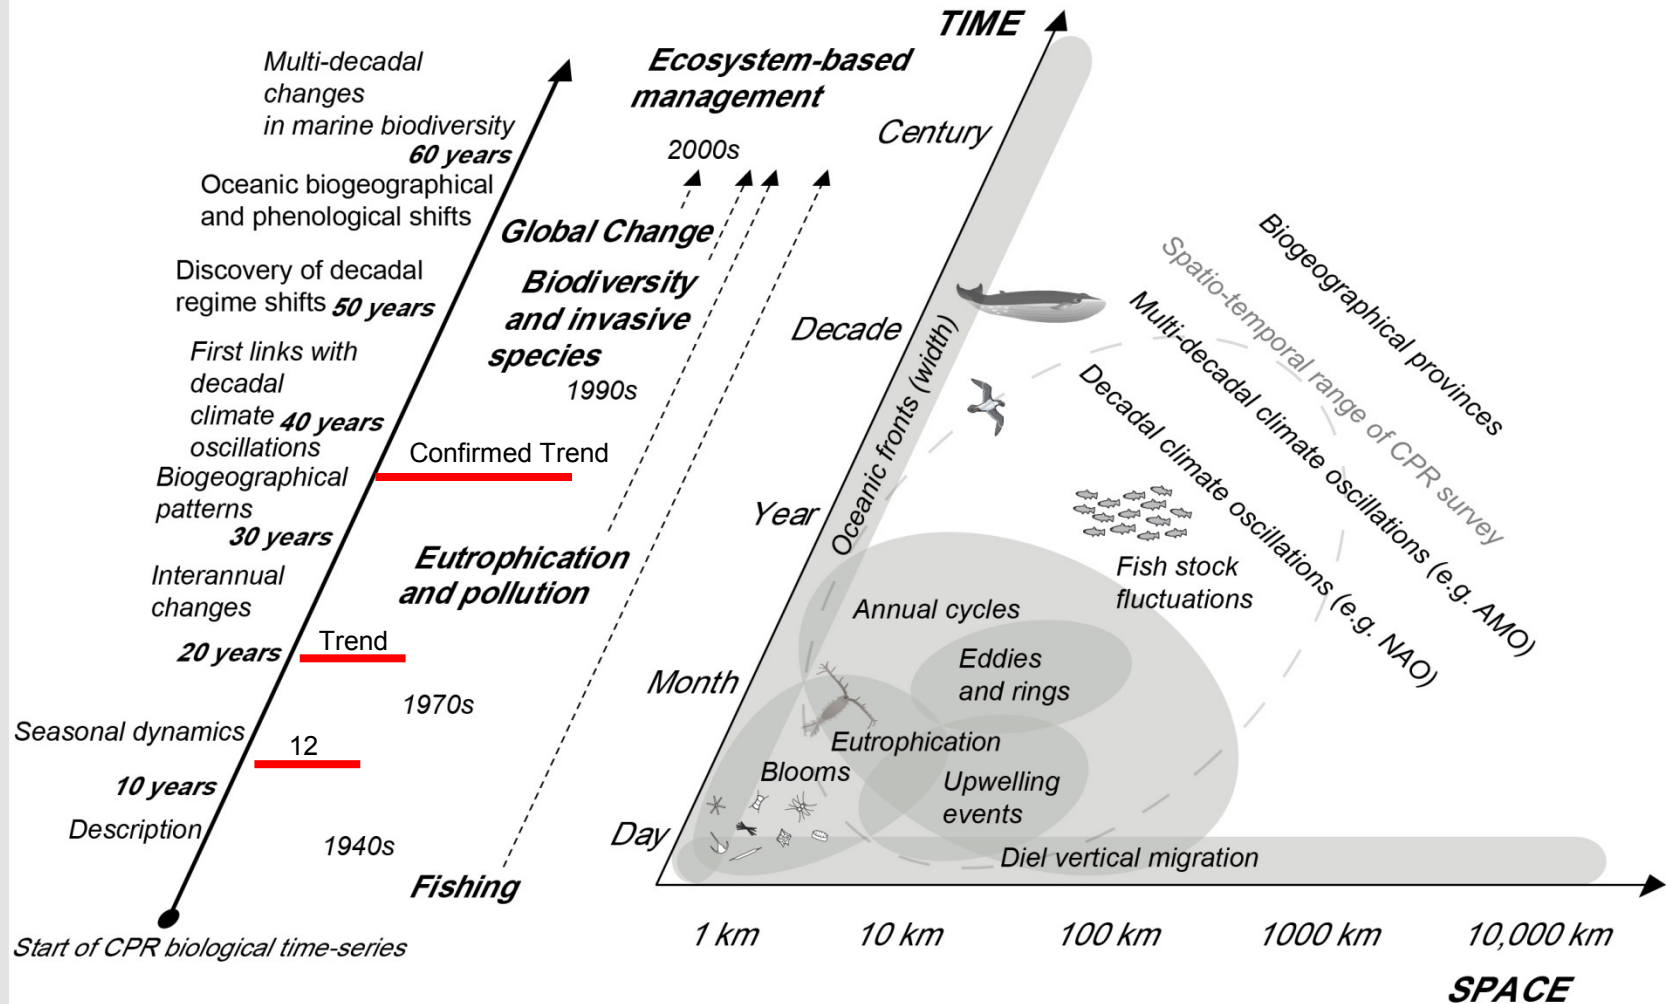 TIME
Multi-decadal
changes
in marine biodiversity
60 years
Oceanic biogeographical
and phenological shifts
Discovery of decadal
regime shifts 50 years
First links with
decadal
climate 40 years
oscillations
Biogeographical
patterns
30 years
Interannual
changes
20 years
Seasonal dynamics
10 years
Description
Start of CPR biological time-series
Confirmed Trend
Trend
12
Ecosystem-based
management
2000s
Global Change
Biodiversity
and invasive
species
1990s
Eutrophication
and pollution
1970s
1940s
Fishing
Century
Decade
Year
Month
Day
Oceanic fronts (width)
Biogeographical provinces
Spatio-temporal range of CPR survey
Multi-decadal climate oscillations (e.g. AMO)
Decadal climate oscillations (e.g. NAO)
Fish stock
fluctuations
Annual cycles
Eddies
and rings
Eutrophication
Blooms
Upwelling
events
Diel vertical migration
1 km
10 km
100 km
1000 km
10,000 km
SPACE